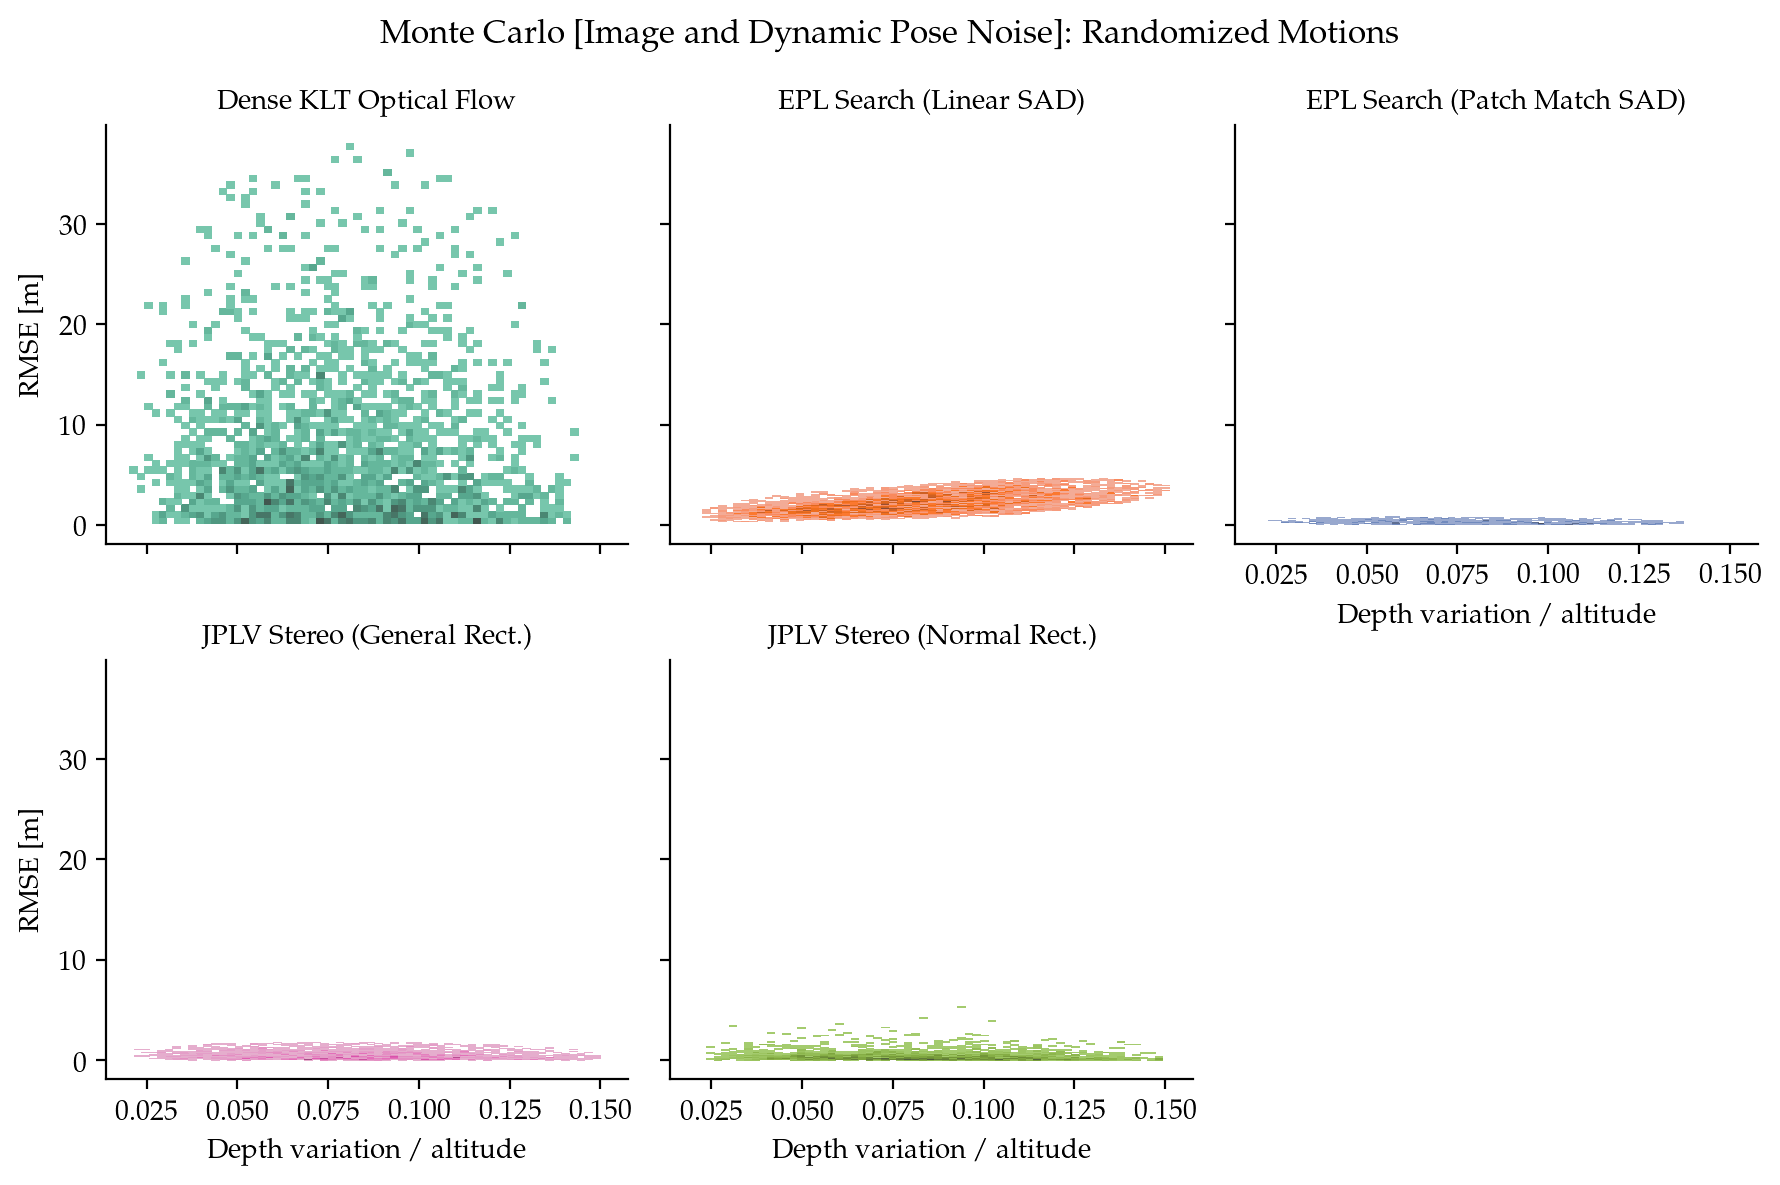 Monte Carlo [Image and Dynamic Pose Noise]: Randomized Motions
Dense KLT Optical Flow
EPL Search (Linear SAD)
EPL Search (Patch Match SAD)
RMSE [m]
30
20
10
0
0.025 0.050 0.075 0.100 0.125 0.150
Depth variation / altitude
JPLV Stereo (General Rect.)
JPLV Stereo (Normal Rect.)
RMSE [m]
30
20
10
0
0.025 0.050 0.075 0.100 0.125 0.150
Depth variation / altitude
0.025 0.050 0.075 0.100 0.125 0.150
Depth variation / altitude